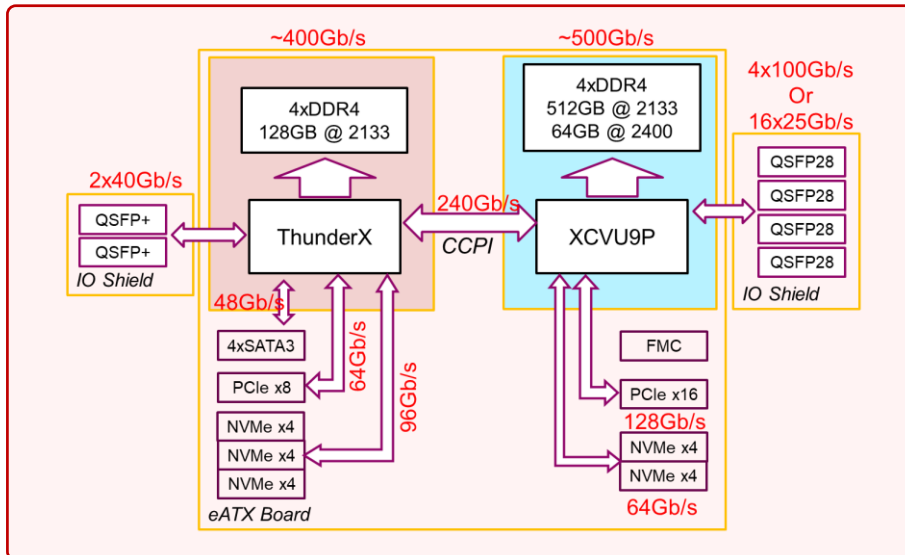 ~400Gb/s
~500Gb/s
4x100Gb/s
Or
16x25Gb/s
4xDDR4
128GB @ 2133
4xDDR4
512GB @ 2133
64GB @ 2400
2x40Gb/s
QSFP+
QSFP+
IO Shield
ThunderX
240Gb/s
CCPI
XCVU9P
QSFP28
QSFP28
QSFP28
QSFP28
IO Shield
48Gb/s
4xSATA3
64Gb/s
PCIe x8
96Gb/s
NVMe x4
NVMe x4
NVMe x4
eATX Board
FMC
PCIe x16
128Gb/s
NVMe x4
NVMe x4
64Gb/s